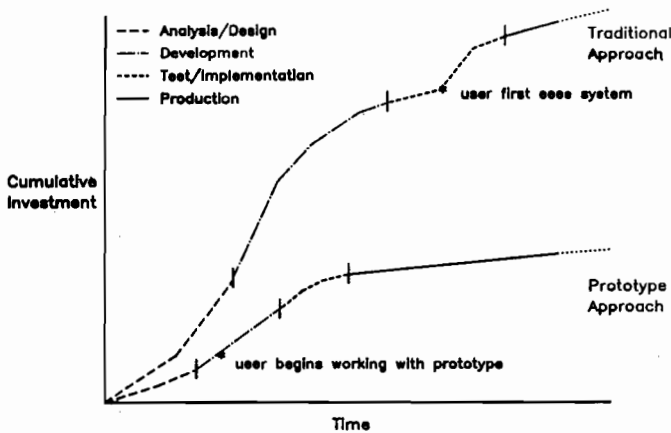 Analysis/Design
Development
Test/Implementation
Production
Traditional
Approach
user first sees system
Cumulative
Investment
Prototype
Approach
user begins working with prototype
Time